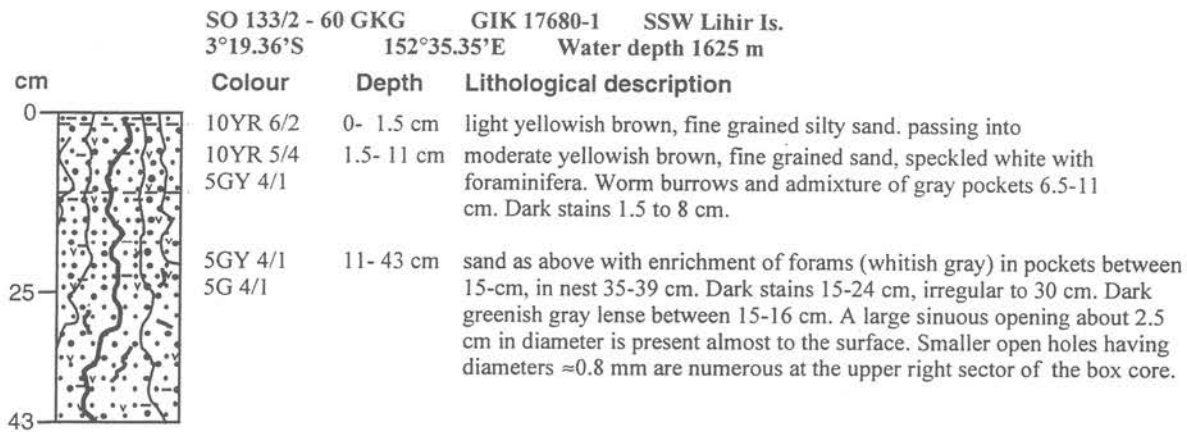 SO 133/2 - 60 GKG GIK 17680-1 SSW Lihir Is.
3°19.36’S 152°35.35’E Water depth 1625 m
cm Colour Depth Lithological description
0 10YR 6/2 0- 1.5 cm light yellowish brown, fine grained silty sand. passing into
10YR 5/4 1.5- 11 cm moderate yellowish brown, fine grained sand, speckled white with
5GY 4/1 foraminifera. Worm burrows and admixture of gray pockets 6.5-11
cm. Dark stains 1.5 to 8 cm.
5GY 4/1 11- 43 cm sand as above with enrichment of forams (whitish gray) in pockets between
25 5G 4/1 15-cm, in nest 35-39 cm. Dark stains 15-24 cm, irregular to 30 cm. Dark
greenish gray lense between 15-16 cm. A large sinuous opening about 2.5
cm in diameter is present almost to the surface. Smaller open holes having
diameters ≈0.8 mm are numerous at the upper right sector of the box core.
43